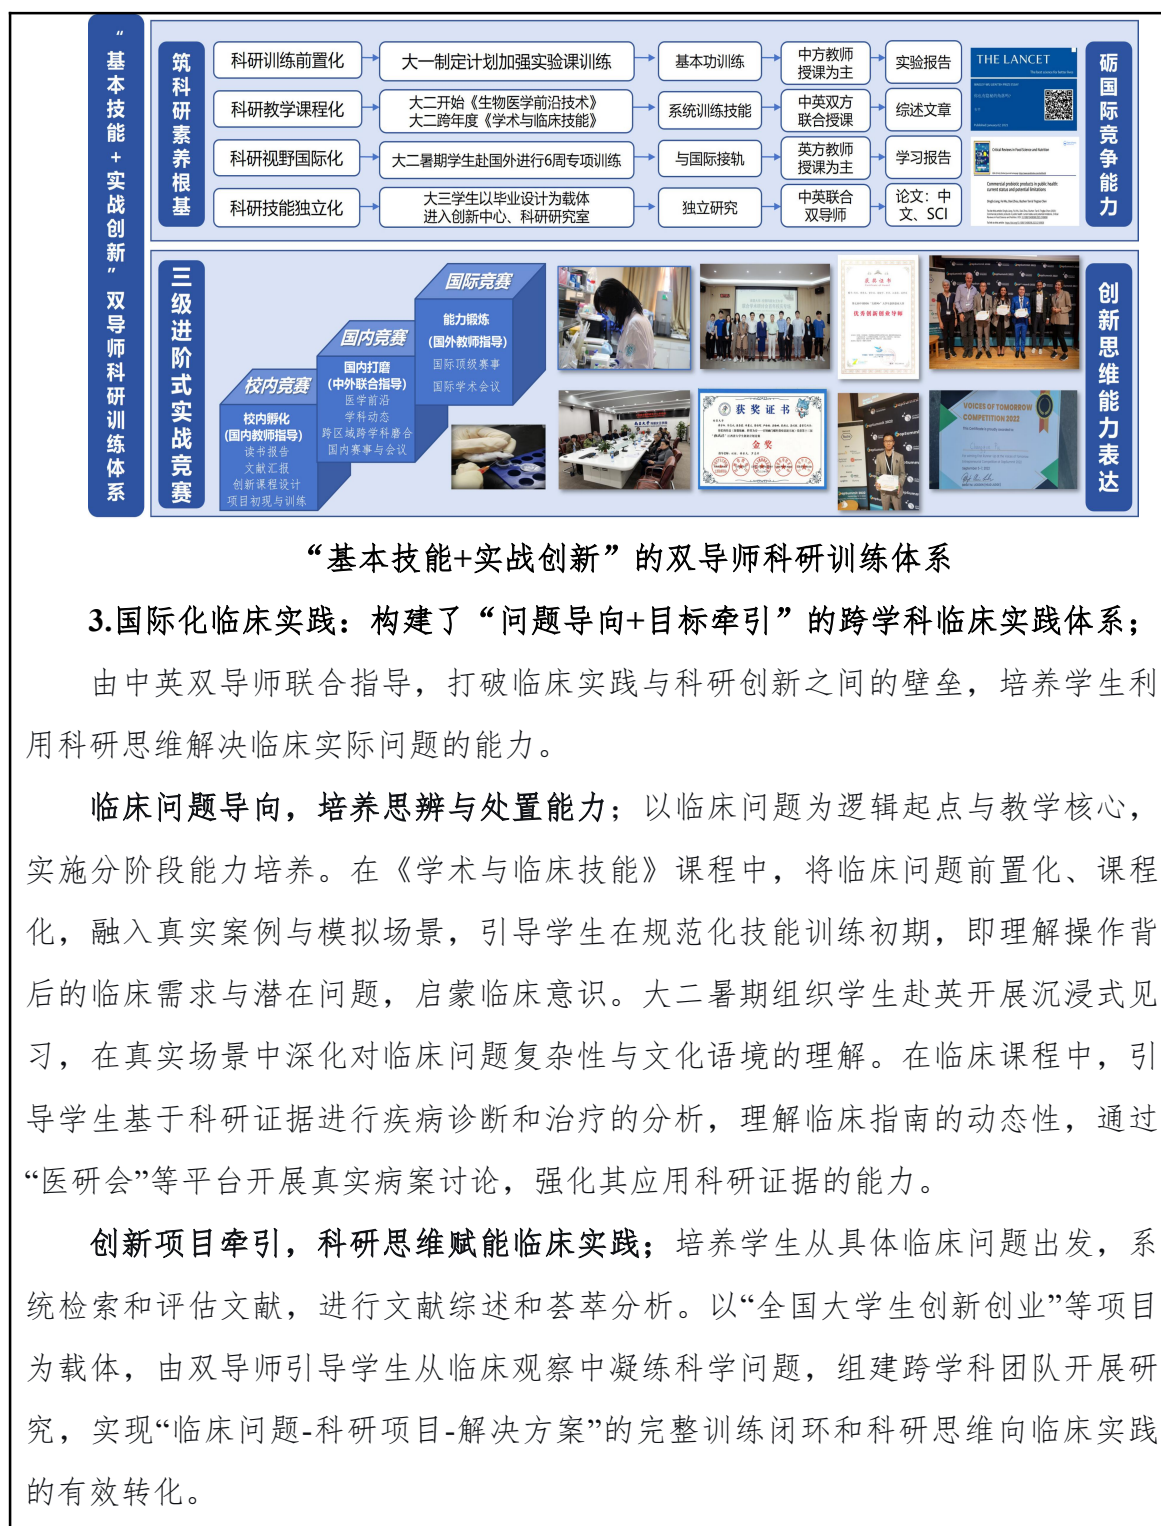 “基本技能+实战创新”双导师科研训练体系
筑科研素养根基
科研训练前置化
大一制定计划加强实验课训练
基本功训练
中方教师
授课为主
实验报告
科研教学课程化
大二开始《生物医学前沿技术》
大二跨年度《学术与临床技能》
系统训练技能
中英双方
联合授课
综述文章
科研视野国际化
大二暑期学生赴国外进行6周专项训练
与国际接轨
英方教师
授课为主
学习报告
科研技能独立化
大三学生以毕业设计为载体
进入创新中心、科研研究室
独立研究
中英联合
双导师
论文：中
文、SCI
THE LANCET
Critical Reviews in Food Science and Nutrition
Commercial probiotic products in public health:
current status and potential limitations
砺国际竞争能力
三级进阶式实战竞赛
校内竞赛
校内孵化
(国内教师指导)
读书报告
文献汇报
创新课程设计
项目初现与训练
国内竞赛
国内打磨
(中外联合指导)
医学前沿
学科动态
跨区域跨学科磨合
国内赛事与会议
国际竞赛
能力锻炼
(国外教师指导)
国际顶级赛事
国际学术会议
获奖证书
优秀创新创业导师
获奖证书
金奖
VOICES OF TOMORROW
COMPETITION 2022
创新思维能力表达
“基本技能+实战创新”的双导师科研训练体系
3.国际化临床实践：构建了“问题导向+目标牵引”的跨学科临床实践体系；
由中英双导师联合指导，打破临床实践与科研创新之间的壁垒，培养学生利
用科研思维解决临床实际问题的能力。
临床问题导向，培养思辨与处置能力；以临床问题为逻辑起点与教学核心，
实施分阶段能力培养。在《学术与临床技能》课程中，将临床问题前置化、课程
化，融入真实案例与模拟场景，引导学生在规范化技能训练初期，即理解操作背
后的临床需求与潜在问题，启蒙临床意识。大二暑期组织学生赴英开展沉浸式见
习，在真实场景中深化对临床问题复杂性与文化语境的理解。在临床课程中，引
导学生基于科研证据进行疾病诊断和治疗的分析，理解临床指南的动态性，通过
“医研会”等平台开展真实病案讨论，强化其应用科研证据的能力。
创新项目牵引，科研思维赋能临床实践；培养学生从具体临床问题出发，系
统检索和评估文献，进行文献综述和荟萃分析。以“全国大学生创新创业”等项目
为载体，由双导师引导学生从临床观察中凝练科学问题，组建跨学科团队开展研
究，实现“临床问题-科研项目-解决方案”的完整训练闭环和科研思维向临床实践
的有效转化。